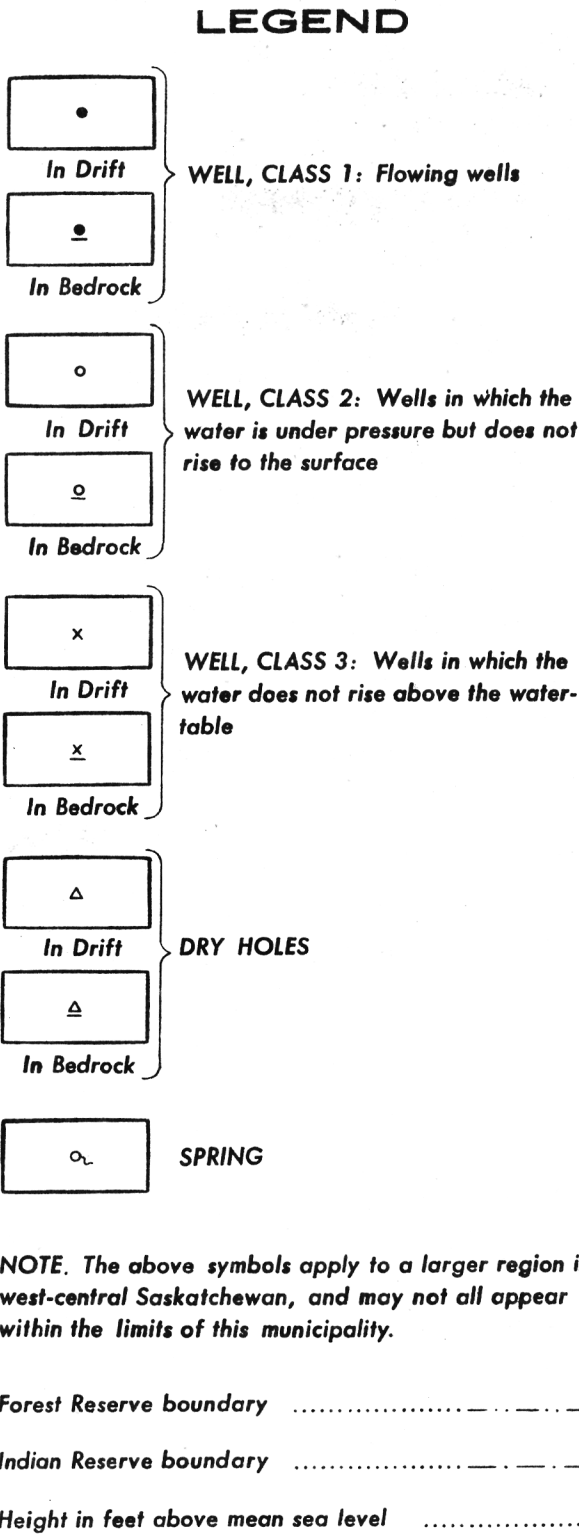 LEGEND
In Drift
WELL, CLASS 1: Flowing wells
In Bedrock
WELL, CLASS 2: Wells in which the
In Drift
water is under pressure but does not
rise to the surface
In Bedrock
WELL, CLASS 3: Wells in which the
In Drift
water does not rise above the water-
table
In Bedrock
In Drift
DRY HOLES
In Bedrock
SPRING
NOTE. The above symbols apply to a larger region
west-central Saskatchewan, and may not all appear
within the limits of this municipality.
Forest Reserve boundary
Indian Reserve boundary
Height in feet above mean sea level